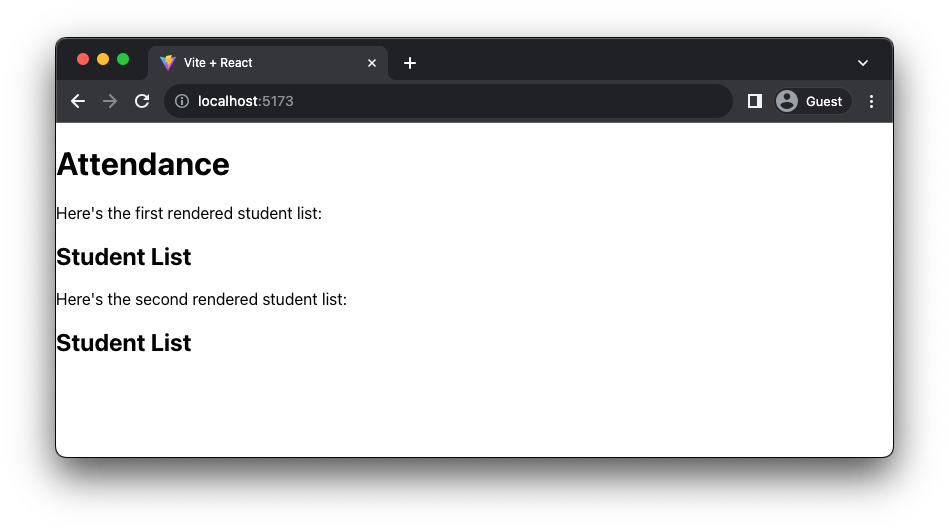 Vite + React
localhost:5173
Guest
Attendance
Here's the first rendered student list:
Student List
Here's the second rendered student list:
Student List